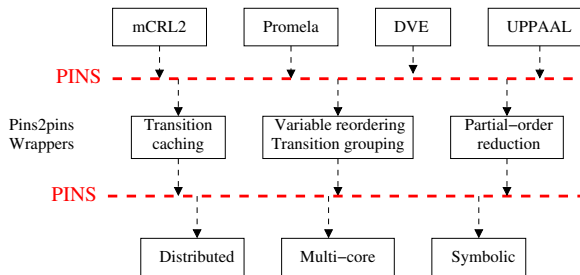 mCRL2 Promela DVE UPPAAL
PINS
Pins2pins Wrappers
Transition caching
Variable reordering
Transition grouping
Partial−order reduction
PINS
Distributed Multi−core Symbolic